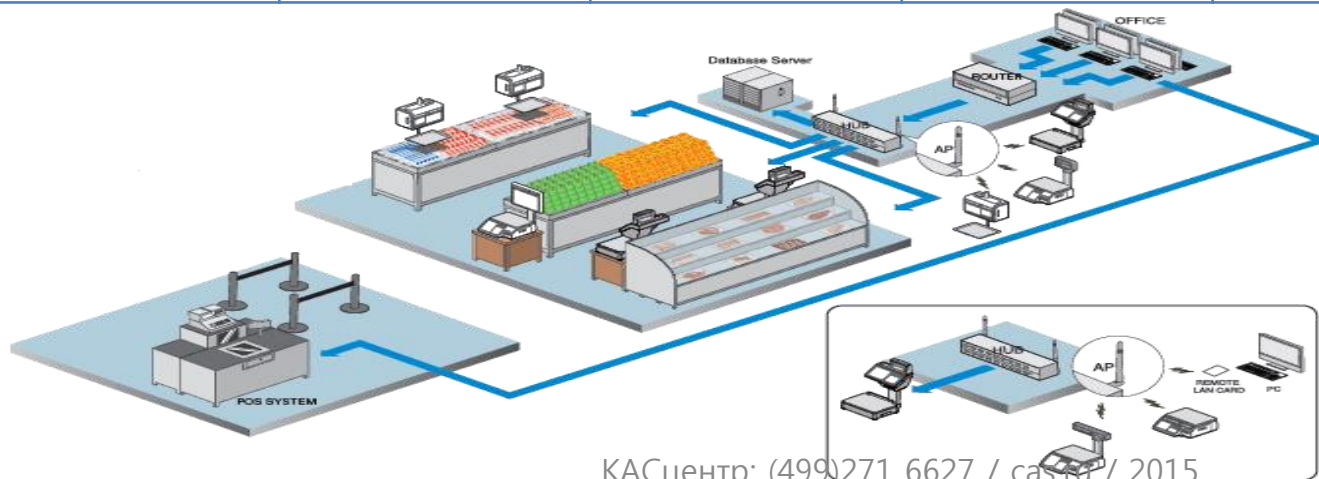 OFFICE
Database Server
ROUTER
HUB
AP
POS SYSTEM
HUB
AP
REMOTE
LAN CARD
PC
КАСцентр: (499)271 6627 / cas.ru / 2015